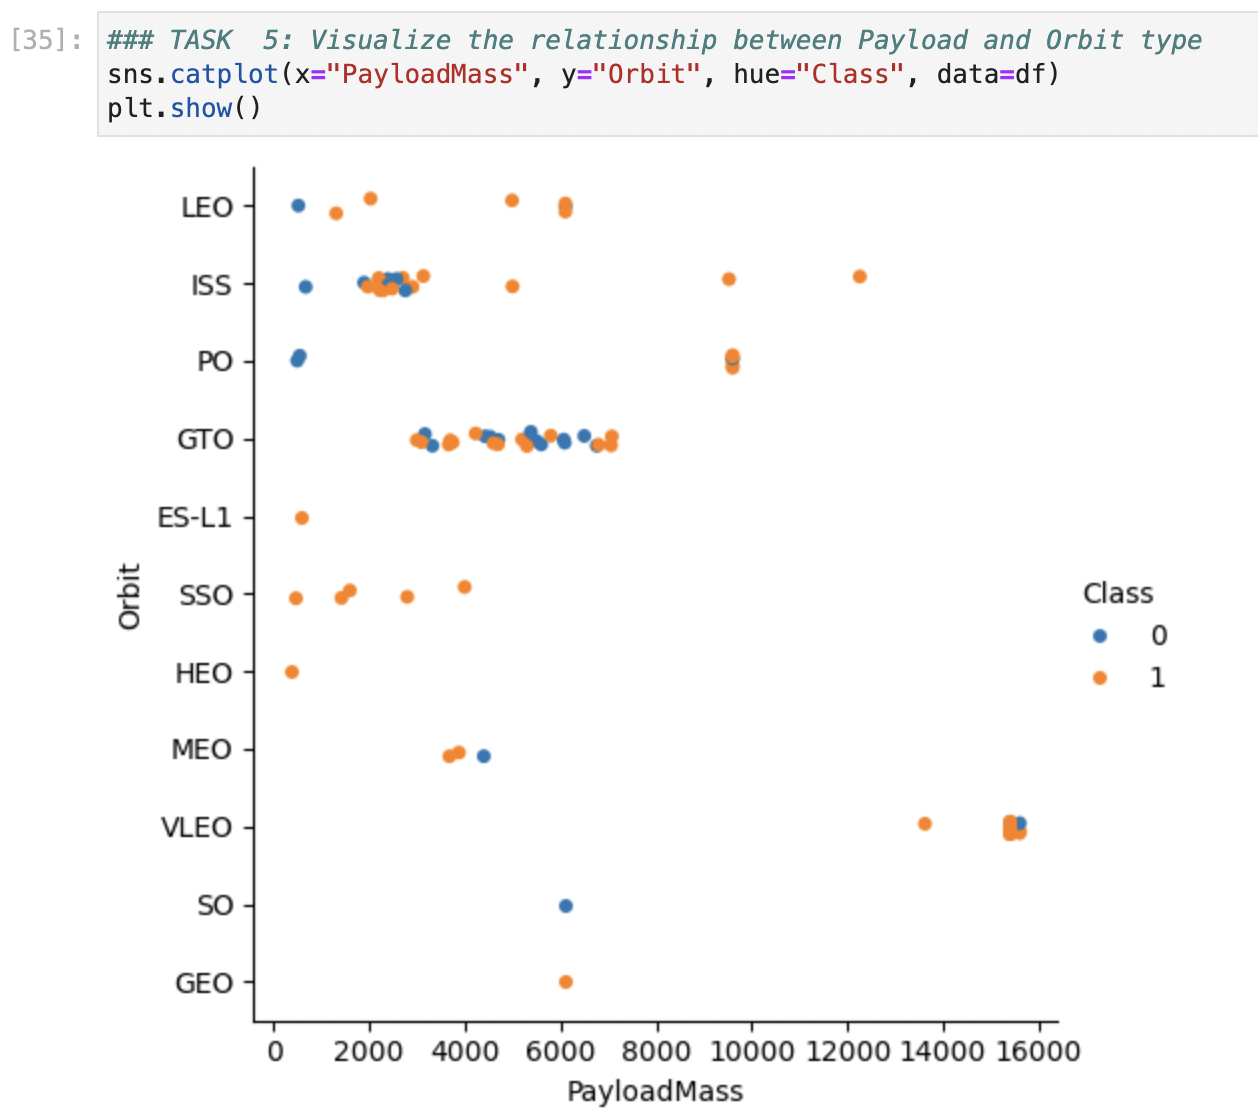 [35]: ### TASK  5: Visualize the relationship between Payload and Orbit type
sns.catplot(x="PayloadMass", y="Orbit", hue="Class", data=df)
plt.show()
LEO
ISS
PO
GTO
ES-L1
SSO
HEO
MEO
VLEO
SO
GEO
Orbit
Class
0
1
0 2000 4000 6000 8000 10000 12000 14000 16000
PayloadMass